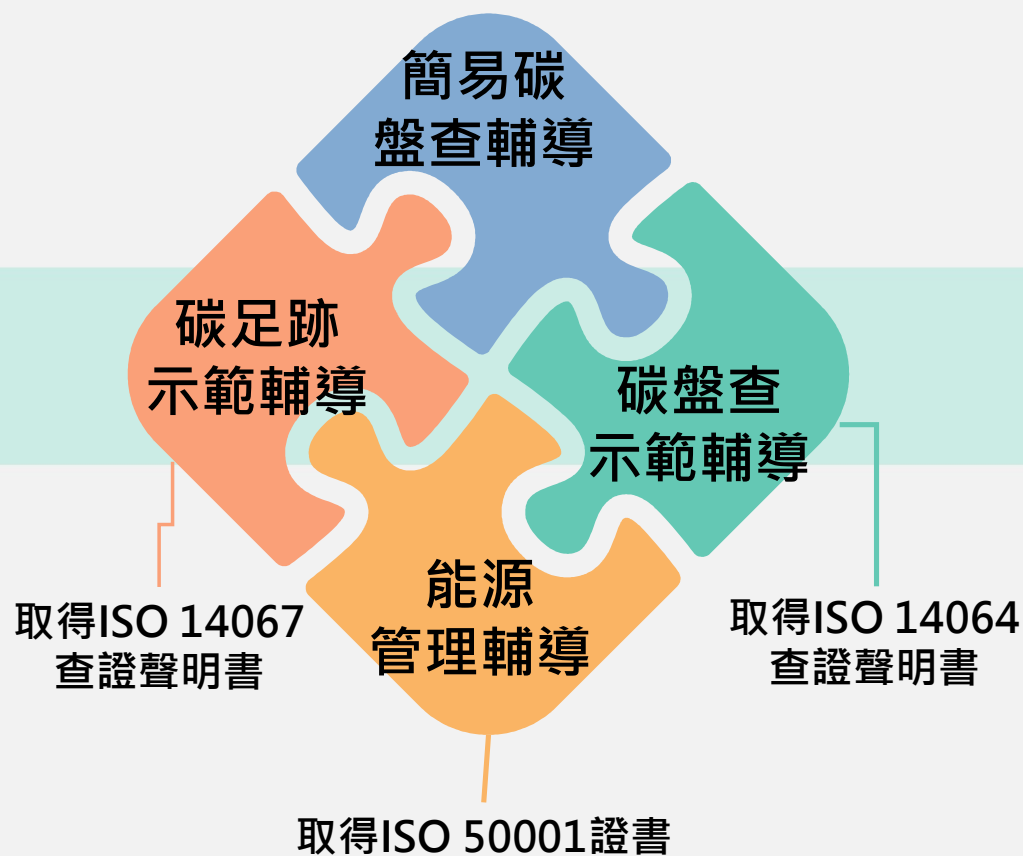 簡易碳
盤查輔導
碳足跡
示範輔導
碳盤查
示範輔導
能源
管理輔導
取得ISO 14067
查證聲明書
取得ISO 14064
查證聲明書
取得ISO 50001證書